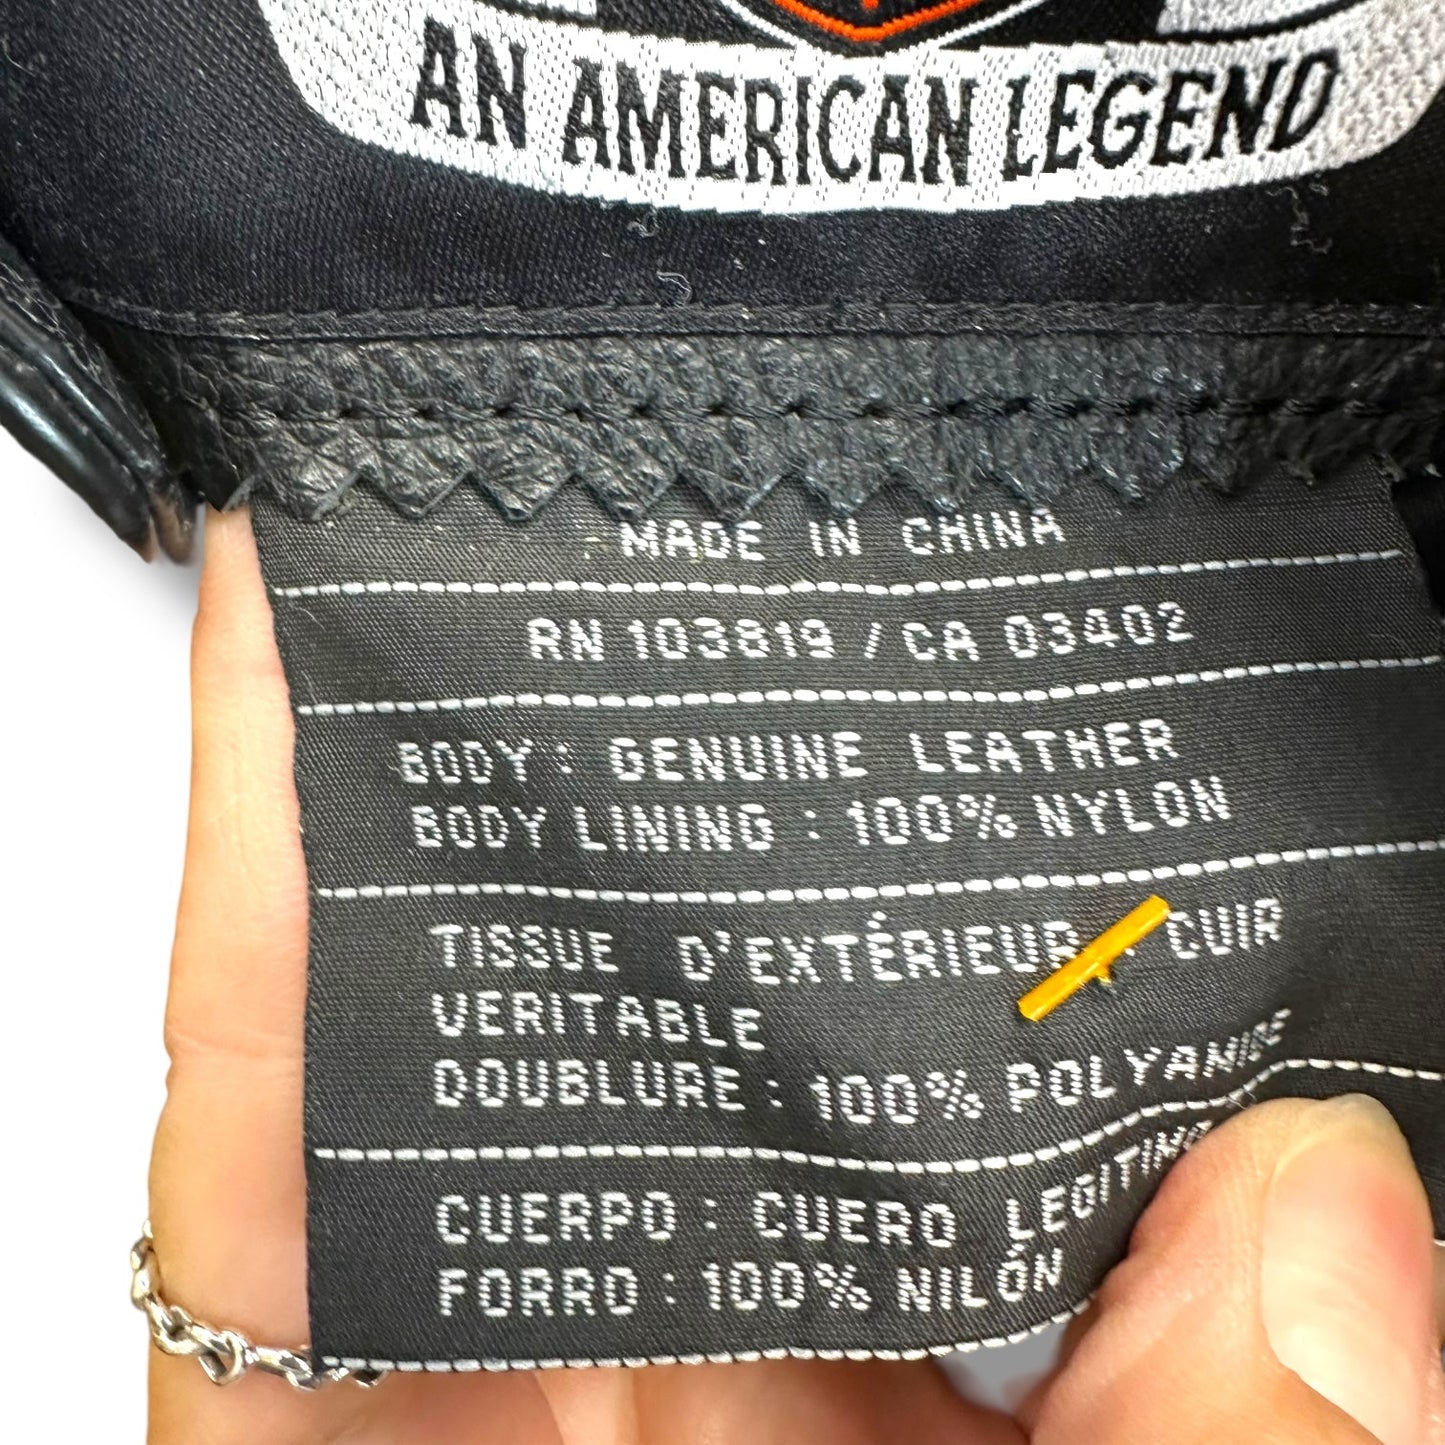 AN AMERICAN LEGEND
MADE IN CHINA
RN 103819 / CA 03402
BODY : GENUINE LEATHER
BODY LINING : 100% NYLON
TISSUE D'EXTÉRIEUR : CUIR
VERITABLE
DOUBLURE : 100% POLYAMIDE
CUERPO : CUERO
FORRO : 100% NILÓN